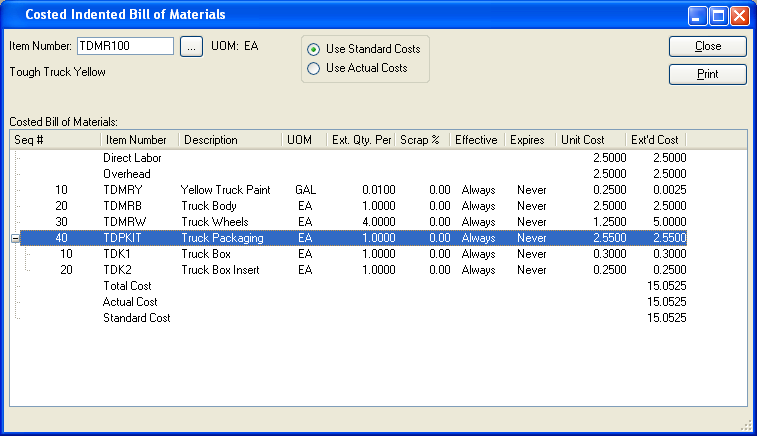 Costed Indented Bill of Materials
Item Number: TDMR100 ... UOM: EA
Use Standard Costs
Close
Tough Truck Yellow
Use Actual Costs
Print
Costed Bill of Materials:
Seq # Item Number Description UOM Ext. Qty. Per Scrap % Effective Expires Unit Cost Ext'd Cost
Direct Labor 2.5000 2.5000
Overhead 2.5000 2.5000
10 TDMRY Yellow Truck Paint GAL 0.0100 0.00 Always Never 0.2500 0.0025
20 TDMRB Truck Body EA 1.0000 0.00 Always Never 2.5000 2.5000
30 TDMRW Truck Wheels EA 4.0000 0.00 Always Never 1.2500 5.0000
40 TDPKIT Truck Packaging EA 1.0000 0.00 Always Never 2.5500 2.5500
10 TDK1 Truck Box EA 1.0000 0.00 Always Never 0.3000 0.3000
20 TDK2 Truck Box Insert EA 1.0000 0.00 Always Never 0.2500 0.2500
Total Cost 15.0525
Actual Cost 15.0525
Standard Cost 15.0525